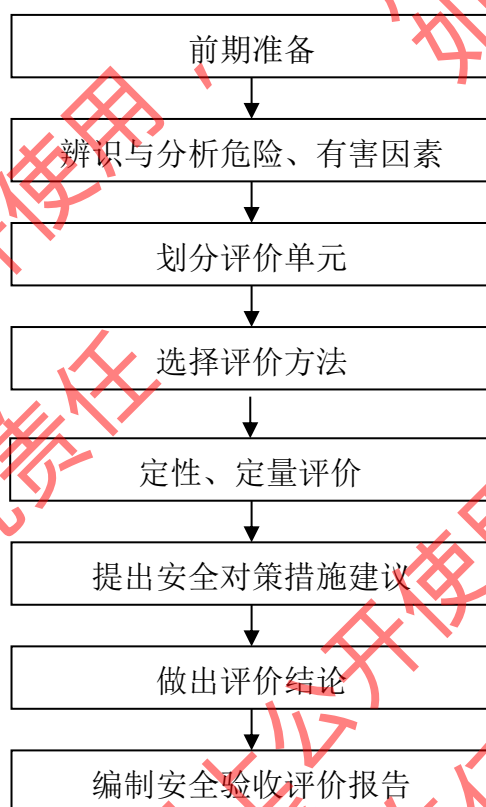 前期准备
辨识与分析危险、有害因素
划分评价单元
选择评价方法
定性、定量评价
提出安全对策措施建议
做出评价结论
编制安全验收评价报告